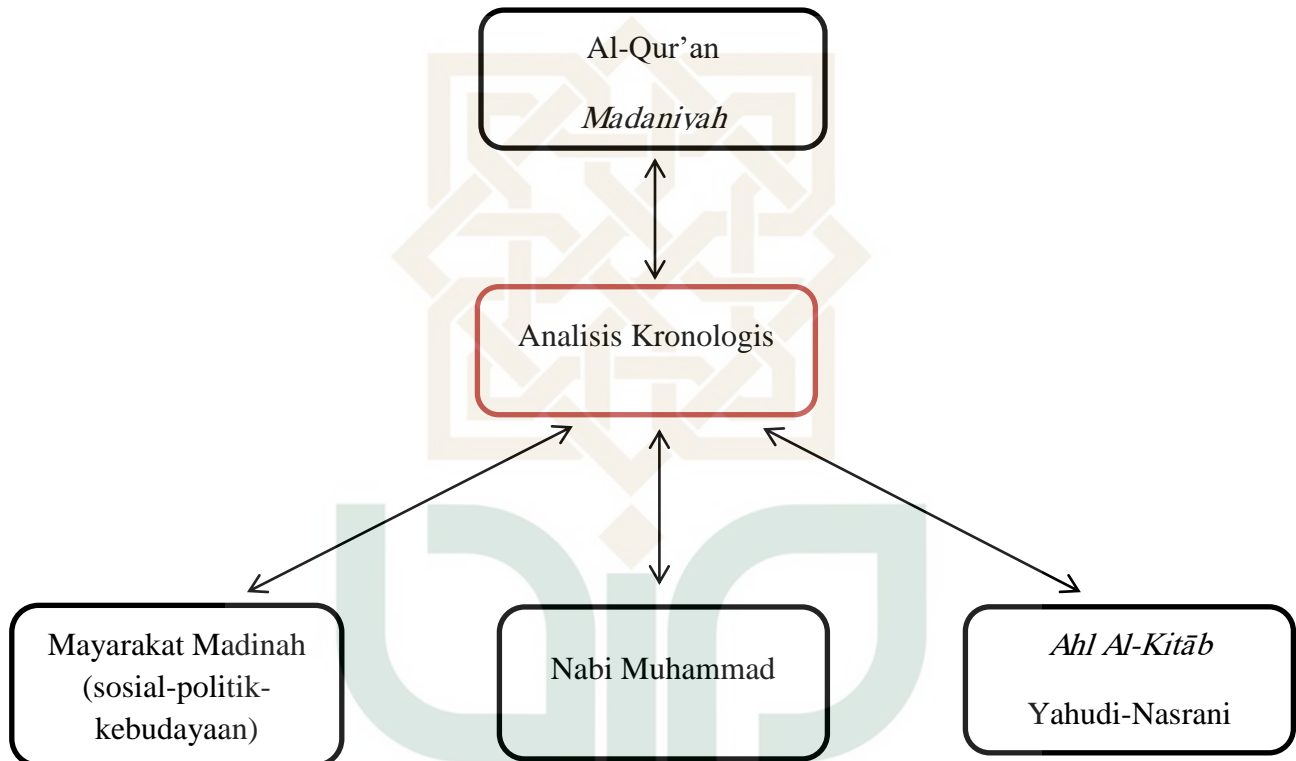 Al-Qur’an
Madaniyah
Analisis Kronologis
Mayarakat Madinah
(sosial-politik-
kebudayaan)
Nabi Muhammad
Ahl Al-Kitāb
Yahudi-Nasrani